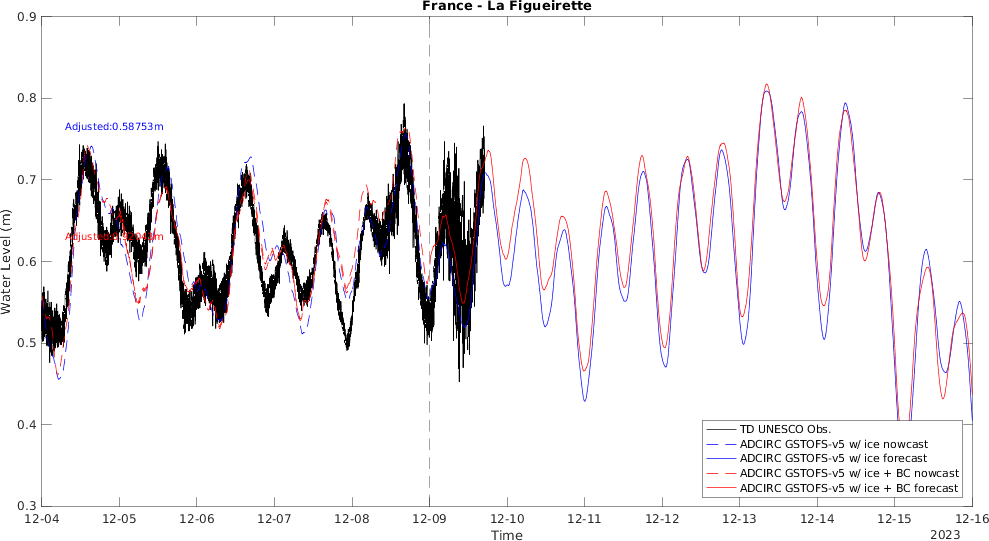 France - La Figueirette
0.9
0.8
0.7
0.6
0.5
0.4
0.3
Water Level (m)
Adjusted:0.58753m
12-04
12-05
12-06
12-07
12-08
12-09
12-10
12-11
12-12
12-13
12-14
12-15
12-16
Time
2023
TD UNESCO Obs.
ADCIRC GSTOFS-v5 w/ ice nowcast
ADCIRC GSTOFS-v5 w/ ice forecast
ADCIRC GSTOFS-v5 w/ ice + BC nowcast
ADCIRC GSTOFS-v5 w/ ice + BC forecast